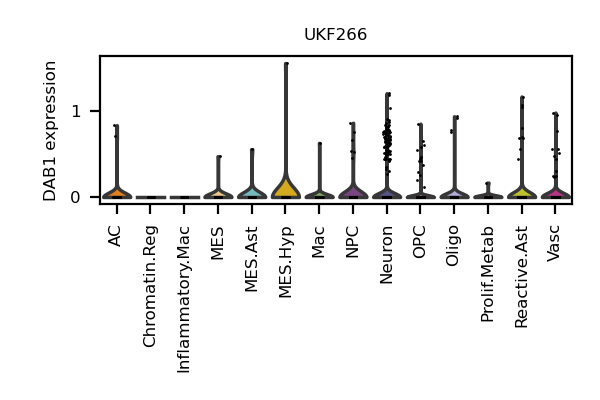 UKF266
DAB1 expression
1
0
AC
Chromatin.Reg
Inflammatory.Mac
MES
MES.Ast
MES.Hyp
Mac
NPC
Neuron
OPC
Oligo
Prolif.Metab
Reactive.Ast
Vasc